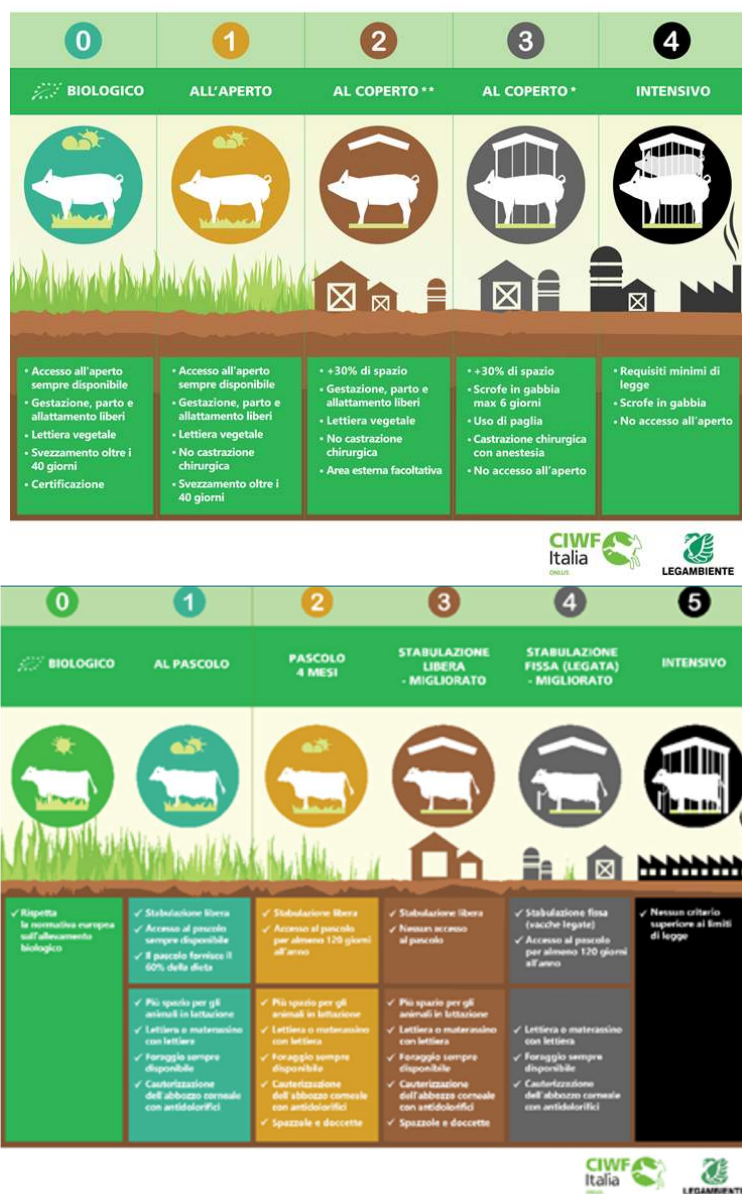 0
1
2
3
4
BIOLOGICO
ALL'APERTO
AL COPERTO **
AL COPERTO *
INTENSIVO
• Accesso all'aperto
sempre disponibile
• Gestazione, parto e
allattamento liberi
• Lettiera vegetale
• Svezzamento oltre i
40 giorni
• Certificazione
• Accesso all'aperto
sempre disponibile
• Gestazione, parto e
allattamento liberi
• Lettiera vegetale
• No castrazione
chirurgica
• Svezzamento oltre i
40 giorni
• +30% di spazio
• Gestazione, parto e
allattamento liberi
• Lettiera vegetale
• No castrazione
chirurgica
• Area esterna facoltativa
• +30% di spazio
• Scrofe in gabbia
max 6 giorni
• Uso di paglia
• Castrazione chirurgica
con anestesia
• No accesso all'aperto
• Requisiti minimi di
legge
• Scrofe in gabbia
• No accesso all'aperto
CIWF
Italia
ONLUS
LEGAMBIENTE
0
1
2
3
4
5
BIOLOGICO
AL PASCOLO
PASCOLO
4 MESI
STABULAZIONE
LIBERA
- MIGLIORATO
STABULAZIONE
FISSA (LEGATA)
- MIGLIORATO
INTENSIVO
✓ Rispetta
la normativa europea
sull'allevamento
biologico
✓ Stabulazione libera
✓ Accesso al pascolo
sempre disponibile
✓ Il pascolo fornisce il
60% della dieta
✓ Più spazio per gli
animali in lattazione
✓ Lettiera o materassino
con lettiere
✓ Foraggio sempre
disponibile
✓ Cauterizzazione
dell'abbozzo corneale
con antidolorifici
✓ Stabulazione libera
✓ Accesso al pascolo
per almeno 120 giorni
all'anno
✓ Più spazio per gli
animali in lattazione
✓ Lettiera o materassino
con lettiera
✓ Foraggio sempre
disponibile
✓ Cauterizzazione
dell'abbozzo corneale
con antidolorifici
✓ Spazzole e doccette
✓ Stabulazione libera
✓ Nessun accesso
al pascolo
✓ Più spazio per gli
animali in lattazione
✓ Lettiera o materassino
con lettiera
✓ Foraggio sempre
disponibile
✓ Cauterizzazione
dell'abbozzo corneale
con antidolorifici
✓ Spazzole e doccette
✓ Stabulazione fissa
(vacche legate)
✓ Accesso al pascolo
per almeno 120 giorni
all'anno
✓ Lettiera o materassino
con lettiera
✓ Foraggio sempre
disponibile
✓ Cauterizzazione
dell'abbozzo corneale
con antidolorifici
✓ Nessun criterio
superiore ai limiti
di legge
CIWF
Italia
LEGAMBIENTE